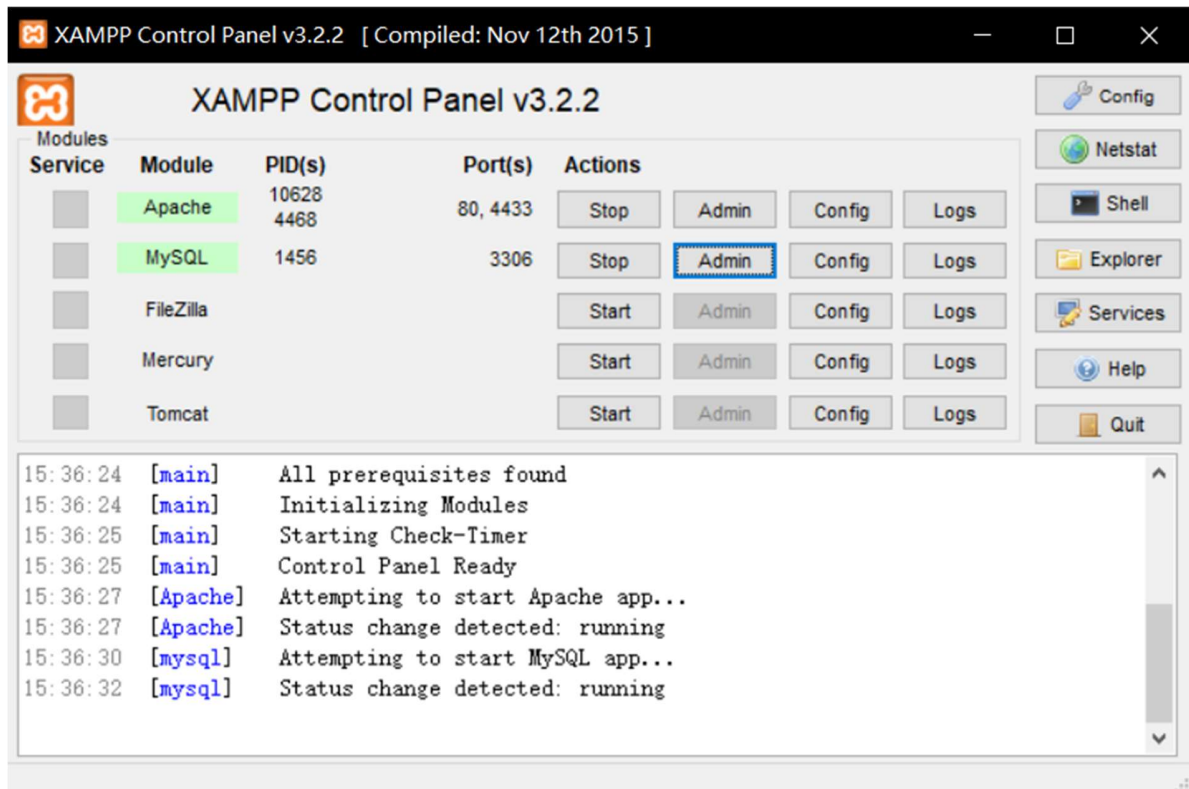 XAMPP Control Panel v3.2.2 [ Compiled: Nov 12th 2015 ]
XAMPP Control Panel v3.2.2
Config
Modules
Netstat
Service Module PID(s) Port(s) Actions
Apache 10628 4468 80, 4433 Stop Admin Config Logs
Shell
MySQL 1456 3306 Stop Admin Config Logs
Explorer
FileZilla Start Admin Config Logs
Services
Mercury Start Admin Config Logs
Help
Tomcat Start Admin Config Logs
Quit
15:36:24 [main] All prerequisites found
15:36:24 [main] Initializing Modules
15:36:25 [main] Starting Check-Timer
15:36:25 [main] Control Panel Ready
15:36:27 [Apache] Attempting to start Apache app...
15:36:27 [Apache] Status change detected: running
15:36:30 [mysql] Attempting to start MySQL app...
15:36:32 [mysql] Status change detected: running